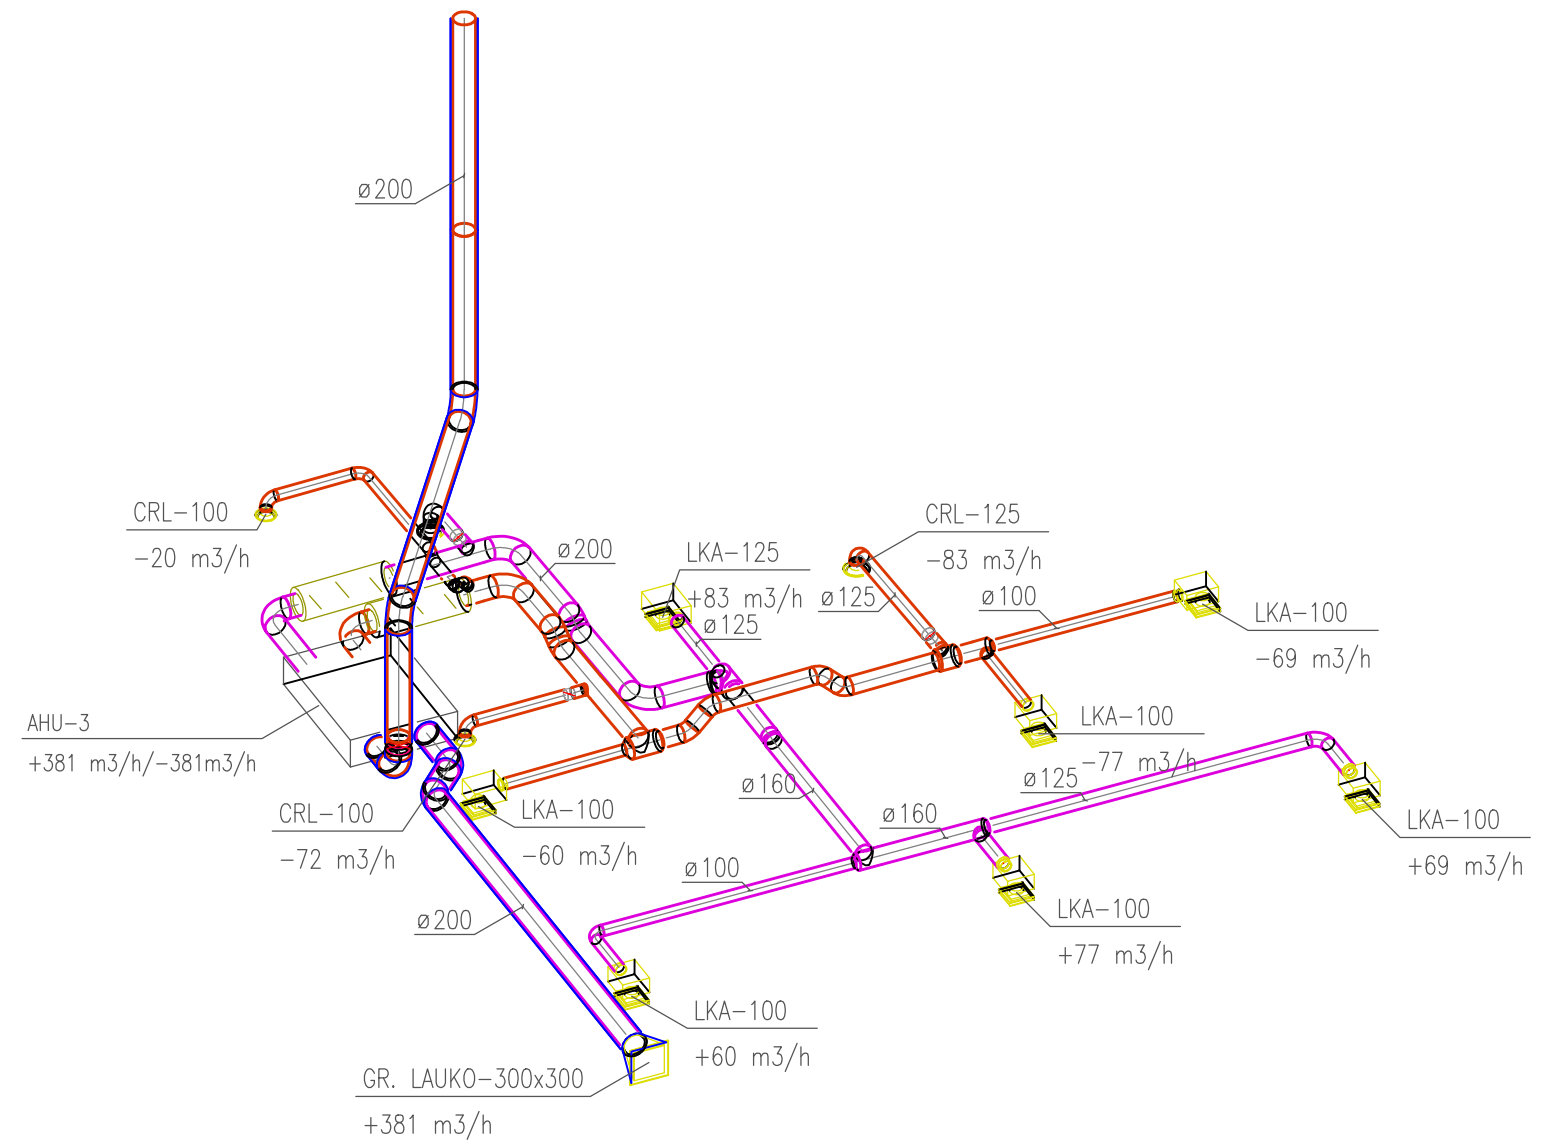 ø200
CRL-100
-20 m3/h
CRL-125
-83 m3/h
ø200
LKA-125
+83 m3/h
ø125
ø125
ø100
LKA-100
-69 m3/h
AHU-3
+381 m3/h/-381m3/h
LKA-100
-77 m3/h
ø160
ø125
CRL-100
-72 m3/h
LKA-100
-60 m3/h
ø160
LKA-100
+69 m3/h
ø100
ø200
LKA-100
+77 m3/h
LKA-100
+60 m3/h
GR. LAUKO-300x300
+381 m3/h